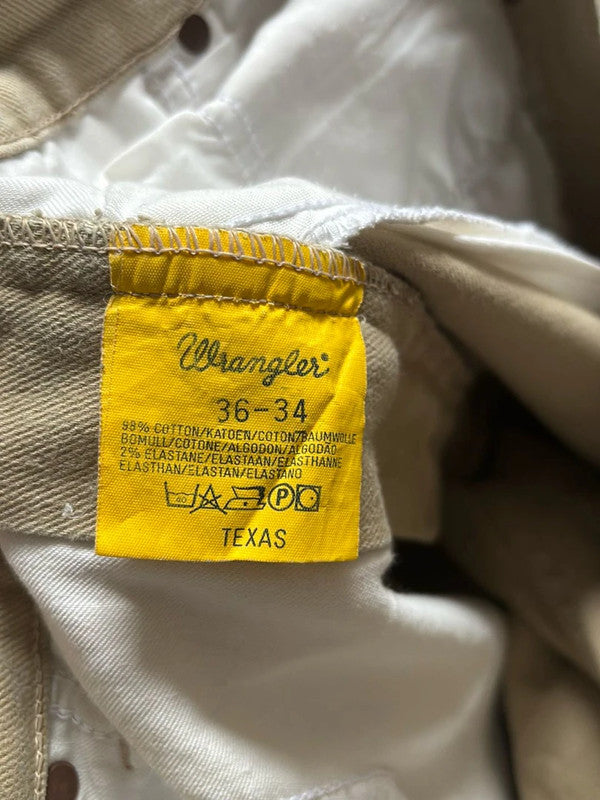 Wrangler®
36-34
98% COTTON/KATOEN/COTON/BAUMWOLLE
BOMULL/COTONE/ALGODON/ALGODÃO
2% ELASTANE/ELASTAAN/ELASTHANNE
ELASTHAN/ELASTAN/ELASTANO
P
TEXAS